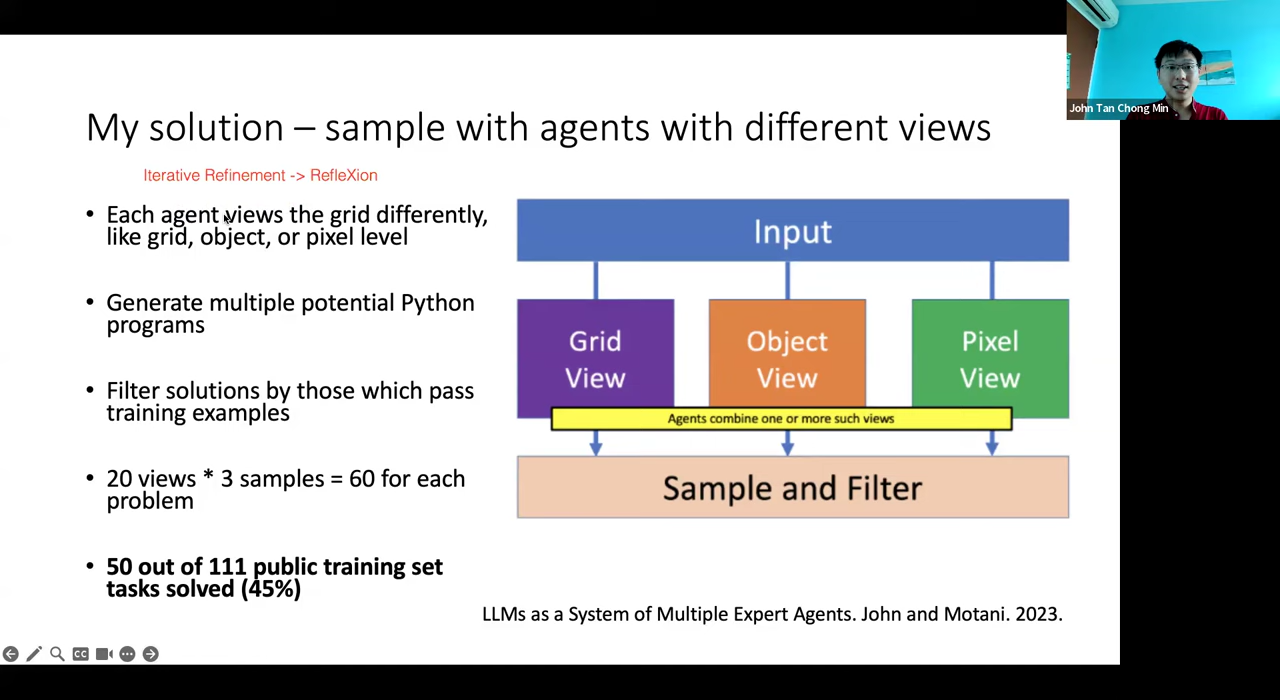 John Tan Chong Min
My solution – sample with agents with different views
Iterative Refinement -> RefleXion
• Each agent views the grid differently,
like grid, object, or pixel level
• Generate multiple potential Python
programs
• Filter solutions by those which pass
training examples
• 20 views * 3 samples = 60 for each
problem
• 50 out of 111 public training set
tasks solved (45%)
Input
Grid
View
Object
View
Pixel
View
Agents combine one or more such views
Sample and Filter
LLMs as a System of Multiple Expert Agents. John and Motani. 2023.
CC